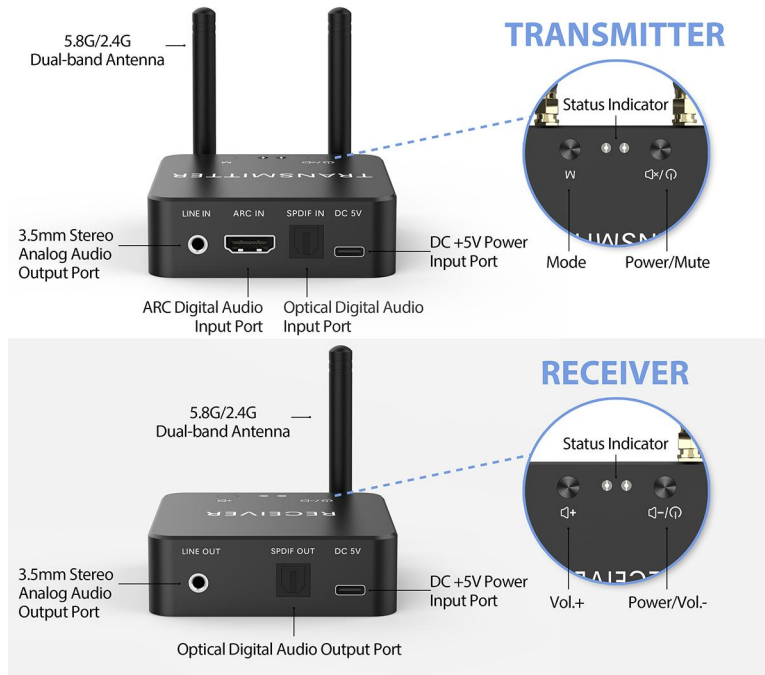 TRANSMITTER
5.8G/2.4G
Dual-band Antenna
Status Indicator
M
Mode
Power/Mute
M
TRANSMITTER
LINE IN
ARC IN
SPDIF IN
DC 5V
3.5mm Stereo
Analog Audio
Output Port
DC +5V Power
Input Port
ARC Digital Audio
Input Port
Optical Digital Audio
Input Port
RECEIVER
5.8G/2.4G
Dual-band Antenna
Status Indicator
Vol.+
Power/Vol.-
RECEIVER
LINE OUT
SPDIF OUT
DC 5V
3.5mm Stereo
Analog Audio
Output Port
DC +5V Power
Input Port
Optical Digital Audio Output Port